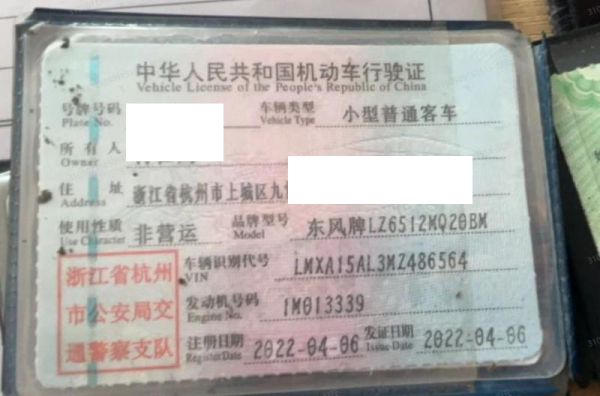 中华人民共和国机动车行驶证
Vehicle License of the People's Republic of China
号牌号码 Plate No. 车辆类型 Vehicle Type 小型普通客车
所有人 Owner
住址 Address 浙江省杭州市上城区九
使用性质 Use Character 非营运 品牌型号 Model 东风牌LZ6512MQ20BM
浙江省杭州市公安局交通警察支队
车辆识别代号 VIN LMXA15AL3MZ486564
发动机号码 Engine No. 1M013339
注册日期 Register Date 2022-04-06 发证日期 Issue Date 2022-04-06